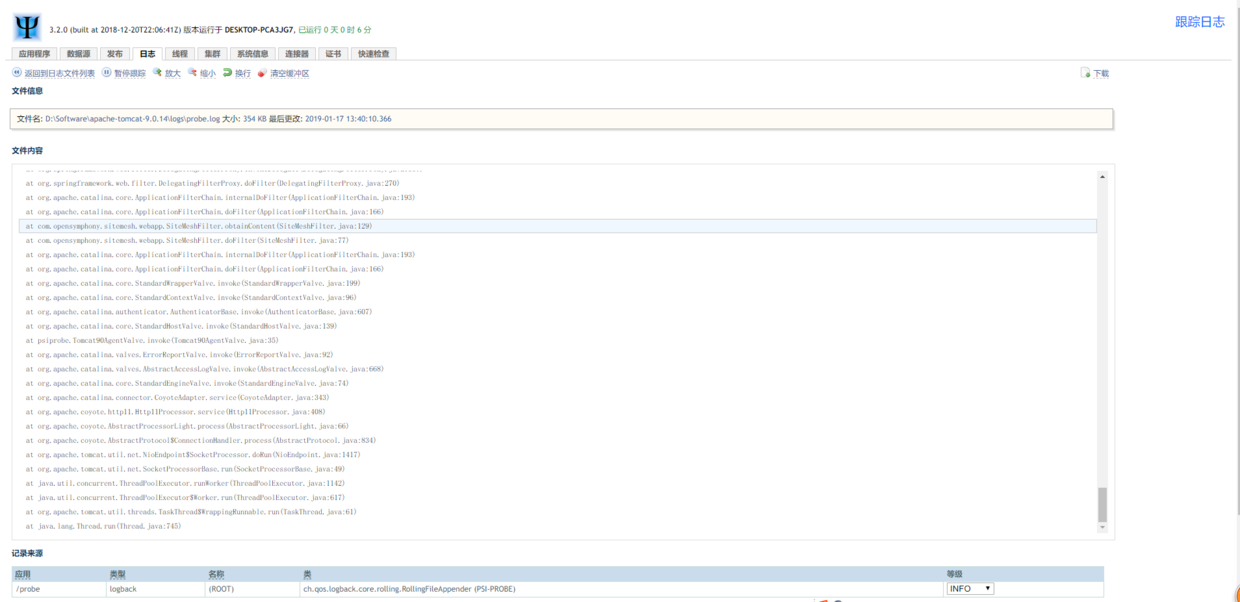 跟踪日志
3.2.0 (built at 2018-12-20T22:06:41Z) 版本运行于 DESKTOP-PCA3JG7, 已运行 0 天 0 时 6 分
应用程序 数据源 发布 日志 线程 集群 系统信息 连接器 证书 快速检查
返回到日志文件列表 暂停跟踪 放大 缩小 换行 清空缓冲区 下载
文件信息
文件名: D:\Software\apache-tomcat-9.0.14\logs\probe.log 大小: 354 KB 最后更改: 2019-01-17 13:40:10.366
文件内容
at org.springframework.web.filter.DelegatingFilterProxy.doFilter(DelegatingFilterProxy.java:270)
at org.apache.catalina.core.ApplicationFilterChain.internalDoFilter(ApplicationFilterChain.java:193)
at org.apache.catalina.core.ApplicationFilterChain.doFilter(ApplicationFilterChain.java:166)
at com.opensymphony.sitemesh.webapp.SiteMeshFilter.obtainContent(SiteMeshFilter.java:129)
at com.opensymphony.sitemesh.webapp.SiteMeshFilter.doFilter(SiteMeshFilter.java:77)
at org.apache.catalina.core.ApplicationFilterChain.internalDoFilter(ApplicationFilterChain.java:193)
at org.apache.catalina.core.ApplicationFilterChain.doFilter(ApplicationFilterChain.java:166)
at org.apache.catalina.core.StandardWrapperValve.invoke(StandardWrapperValve.java:199)
at org.apache.catalina.core.StandardContextValve.invoke(StandardContextValve.java:96)
at org.apache.catalina.authenticator.AuthenticatorBase.invoke(AuthenticatorBase.java:607)
at org.apache.catalina.core.StandardHostValve.invoke(StandardHostValve.java:139)
at psiprobe.Tomcat90AgentValve.invoke(Tomcat90AgentValve.java:35)
at org.apache.catalina.valves.ErrorReportValve.invoke(ErrorReportValve.java:92)
at org.apache.catalina.valves.AbstractAccessLogValve.invoke(AbstractAccessLogValve.java:668)
at org.apache.catalina.core.StandardEngineValve.invoke(StandardEngineValve.java:74)
at org.apache.catalina.connector.CoyoteAdapter.service(CoyoteAdapter.java:343)
at org.apache.coyote.http11.Http11Processor.service(Http11Processor.java:408)
at org.apache.coyote.AbstractProcessorLight.process(AbstractProcessorLight.java:66)
at org.apache.coyote.AbstractProtocol$ConnectionHandler.process(AbstractProtocol.java:834)
at org.apache.tomcat.util.net.NioEndpoint$SocketProcessor.doRun(NioEndpoint.java:1417)
at org.apache.tomcat.util.net.SocketProcessorBase.run(SocketProcessorBase.java:49)
at java.util.concurrent.ThreadPoolExecutor.runWorker(ThreadPoolExecutor.java:1142)
at java.util.concurrent.ThreadPoolExecutor$Worker.run(ThreadPoolExecutor.java:617)
at org.apache.tomcat.util.threads.TaskThread$WrappingRunnable.run(TaskThread.java:61)
at java.lang.Thread.run(Thread.java:745)
记录来源
应用 类型 名称 类 等级
/probe logback (ROOT) ch.qos.logback.core.rolling.RollingFileAppender (PSI-PROBE) INFO